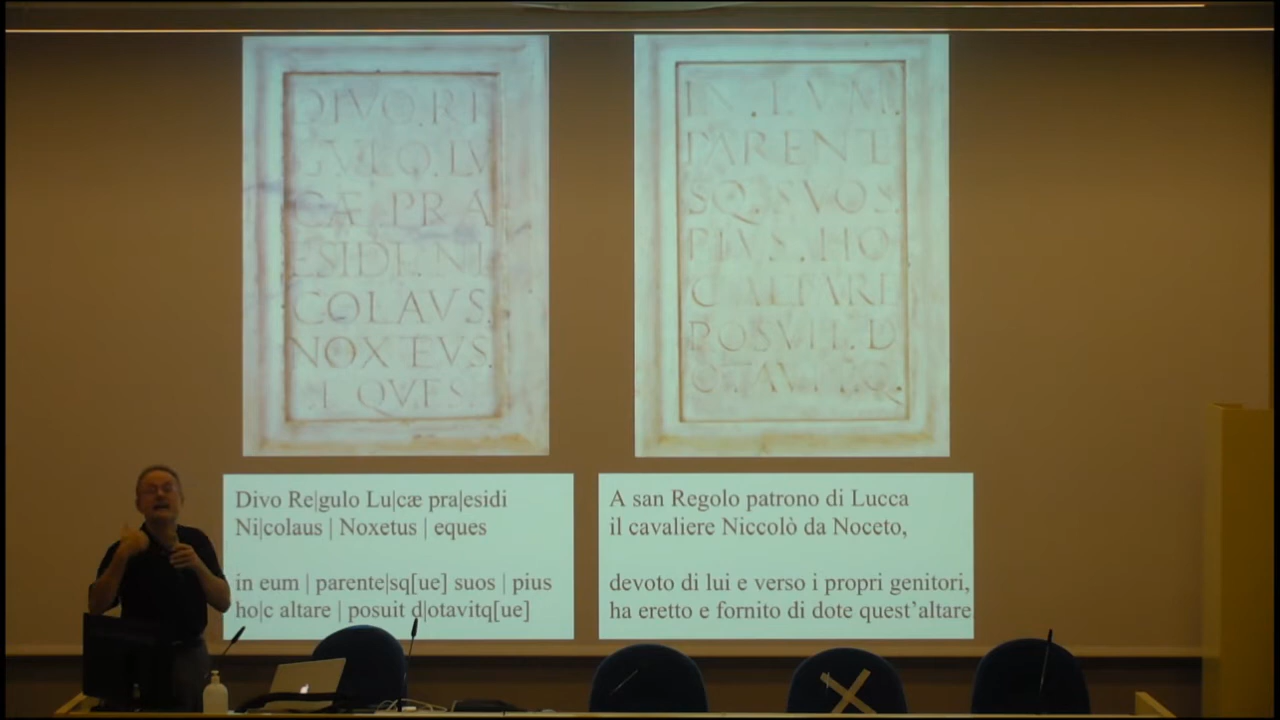 DIVO.RE
GVLO.LV
CÆ.PRA
ESIDE.NI
COLAVS.
NOXEVS.
EQVES.
IN.EVM.
PARENTE
SQ.SVOS.
PIVS.HO
C ALTARE
POSVIT.D
OTAVITQ.
Divo Re|gulo Lu|cæ pra|esidi
Ni|colaus | Noxetus | eques
in eum | parente|sq[ue] suos | pius
ho|c altare | posuit d|otavitq[ue]
A san Regolo patrono di Lucca
il cavaliere Niccolò da Noceto,
devoto di lui e verso i propri genitori,
ha eretto e fornito di dote quest'altare